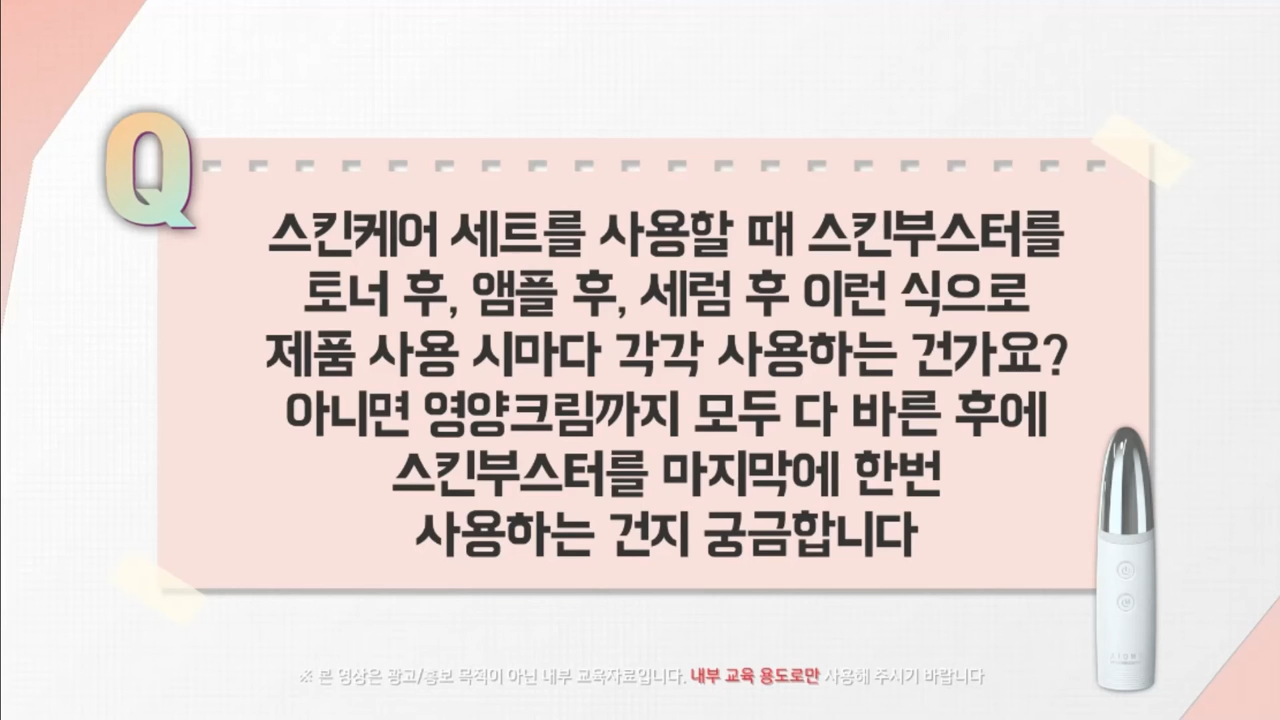 Q
스킨케어 세트를 사용할 때 스킨부스터를
토너 후, 앰플 후, 세럼 후 이런 식으로
제품 사용 시마다 각각 사용하는 건가요?
아니면 영양크림까지 모두 다 바른 후에
스킨부스터를 마지막에 한번
사용하는 건지 궁금합니다
※ 본 영상은 광고/홍보 목적이 아닌 내부 교육자료입니다. 내부 교육 용도로만 사용해 주시기 바랍니다